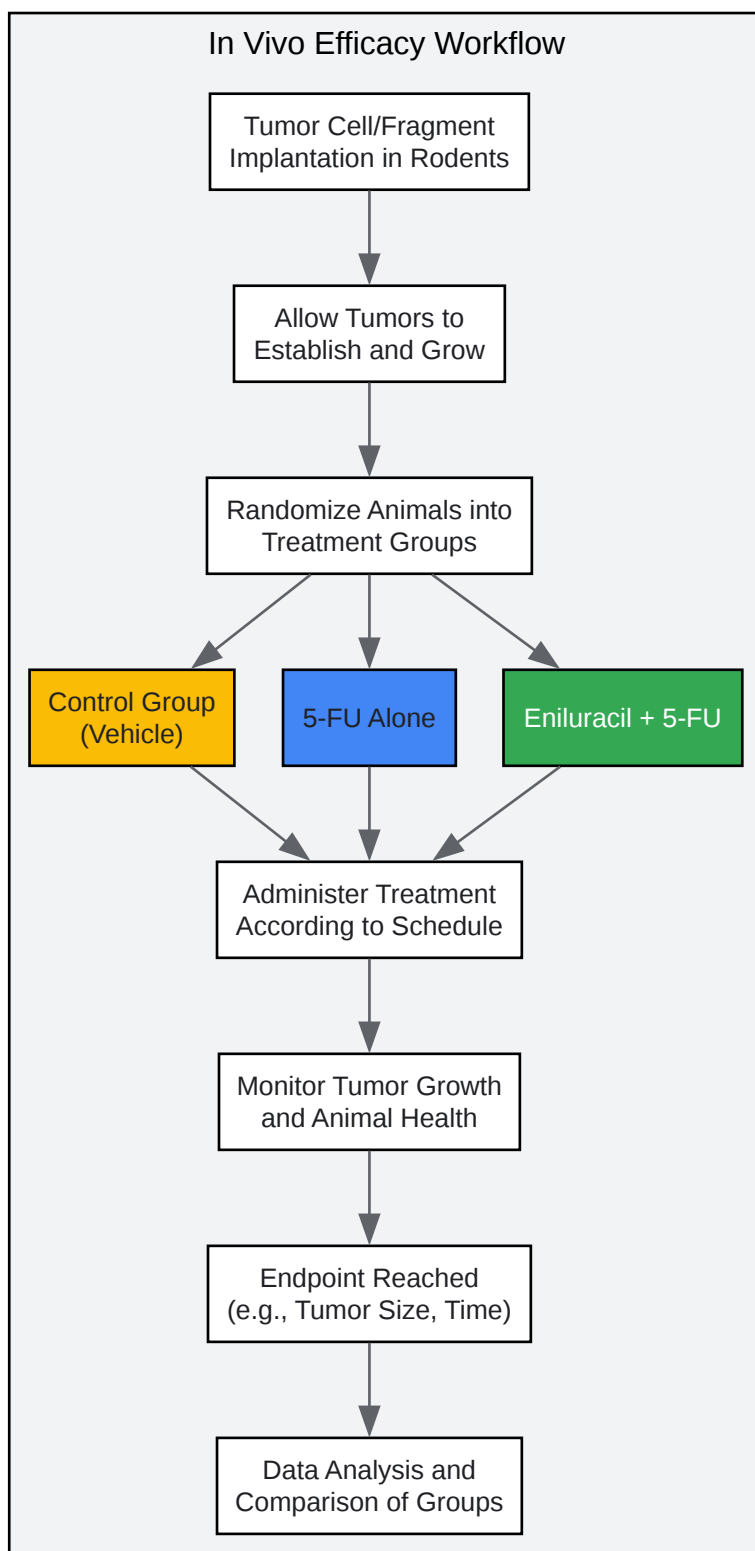 In Vivo Efficacy Workflow
Tumor Cell/Fragment
Implantation in Rodents
Allow Tumors to
Establish and Grow
Randomize Animals into
Treatment Groups
Control Group
(Vehicle)
5-FU Alone
Eniluracil + 5-FU
Administer Treatment
According to Schedule
Monitor Tumor Growth
and Animal Health
Endpoint Reached
(e.g., Tumor Size, Time)
Data Analysis and
Comparison of Groups